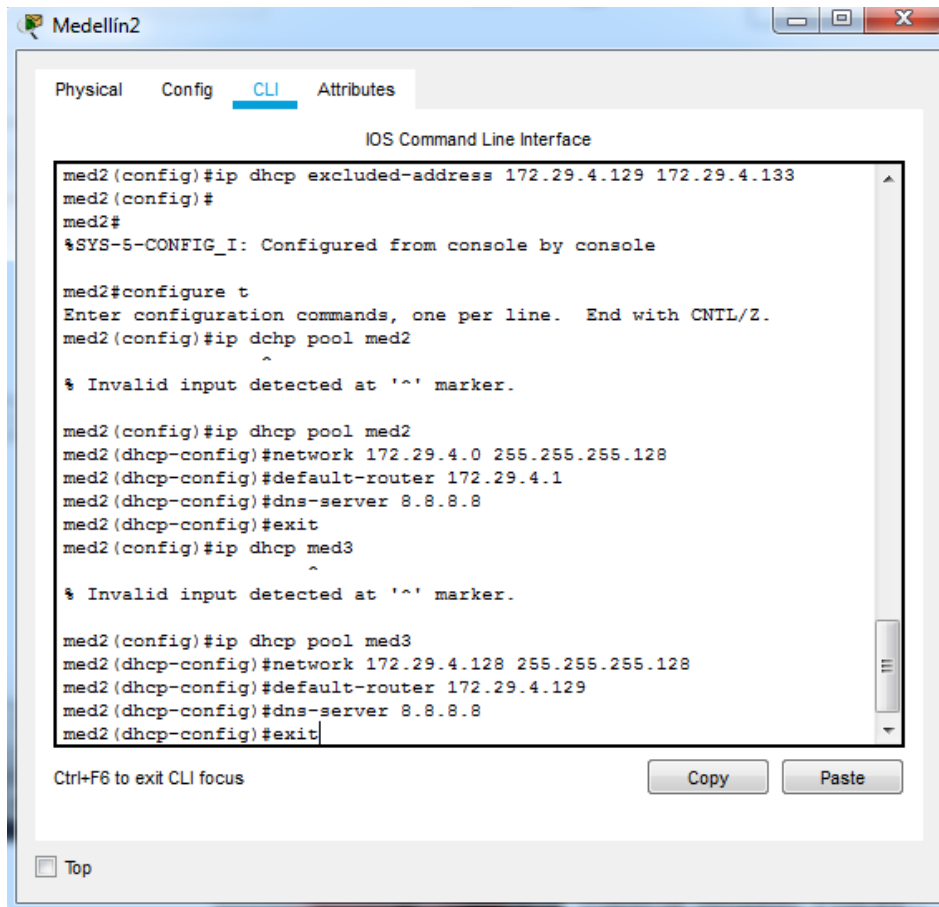 Medellín2
Physical Config CLI Attributes
IOS Command Line Interface
med2(config)#ip dhcp excluded-address 172.29.4.129 172.29.4.133
med2(config)#
med2#
%SYS-5-CONFIG_I: Configured from console by console
med2#configure t
Enter configuration commands, one per line.  End with CNTL/Z.
med2(config)#ip dchp pool med2
^
% Invalid input detected at '^' marker.
med2(config)#ip dhcp pool med2
med2(dhcp-config)#network 172.29.4.0 255.255.255.128
med2(dhcp-config)#default-router 172.29.4.1
med2(dhcp-config)#dns-server 8.8.8.8
med2(dhcp-config)#exit
med2(config)#ip dhcp med3
^
% Invalid input detected at '^' marker.
med2(config)#ip dhcp pool med3
med2(dhcp-config)#network 172.29.4.128 255.255.255.128
med2(dhcp-config)#default-router 172.29.4.129
med2(dhcp-config)#dns-server 8.8.8.8
med2(dhcp-config)#exit
Ctrl+F6 to exit CLI focus Copy Paste
Top